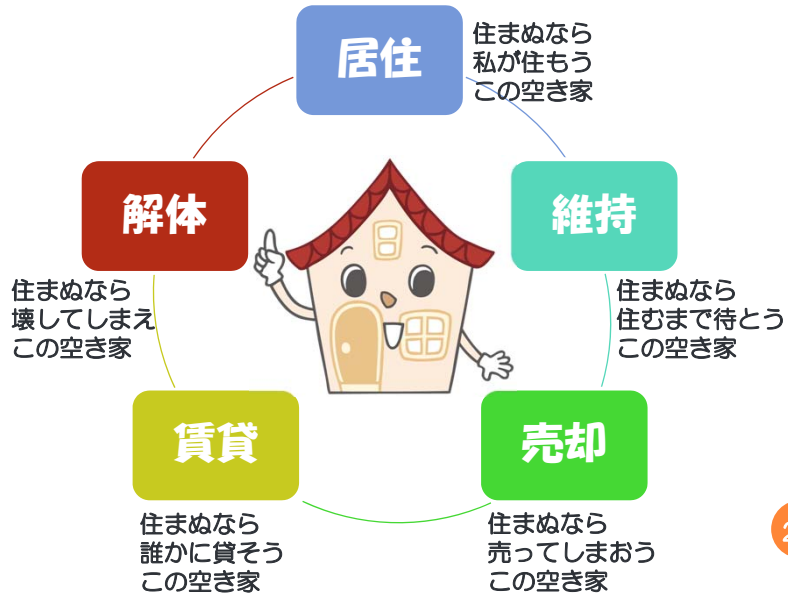 居住
住まぬなら
私が住もう
この空き家
維持
住まぬなら
住むまで待とう
この空き家
売却
住まぬなら
売ってしまおう
この空き家
賃貸
住まぬなら
誰かに貸そう
この空き家
解体
住まぬなら
壊してしまえ
この空き家